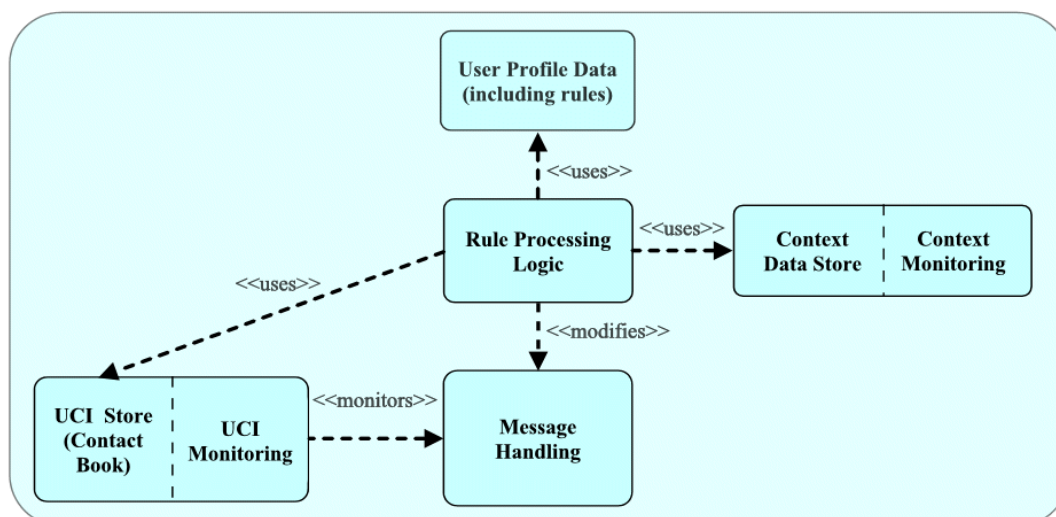 User Profile Data
(including rules)
<<uses>>
Rule Processing
Logic
<<uses>>
Context
Data Store
Context
Monitoring
<<uses>>
<<modifies>>
UCI Store
(Contact
Book)
UCI
Monitoring
<<monitors>>
Message
Handling